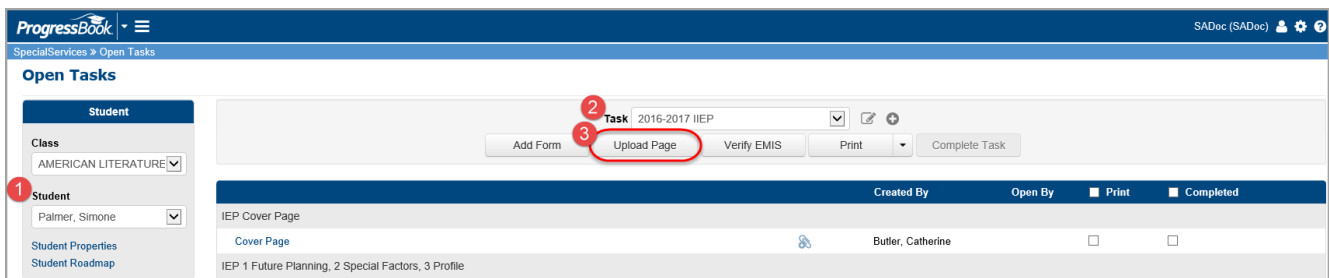 ProgressBook
SADoc (SADoc)
SpecialServices » Open Tasks
Open Tasks
Student
Class
AMERICAN LITERATURE
1
Student
Palmer, Simone
Student Properties
Student Roadmap
2
Task 2016-2017 IIEP
3
Add Form Upload Page Verify EMIS Print Complete Task
Created By Open By Print Completed
IEP Cover Page
Cover Page Butler, Catherine
IEP 1 Future Planning, 2 Special Factors, 3 Profile